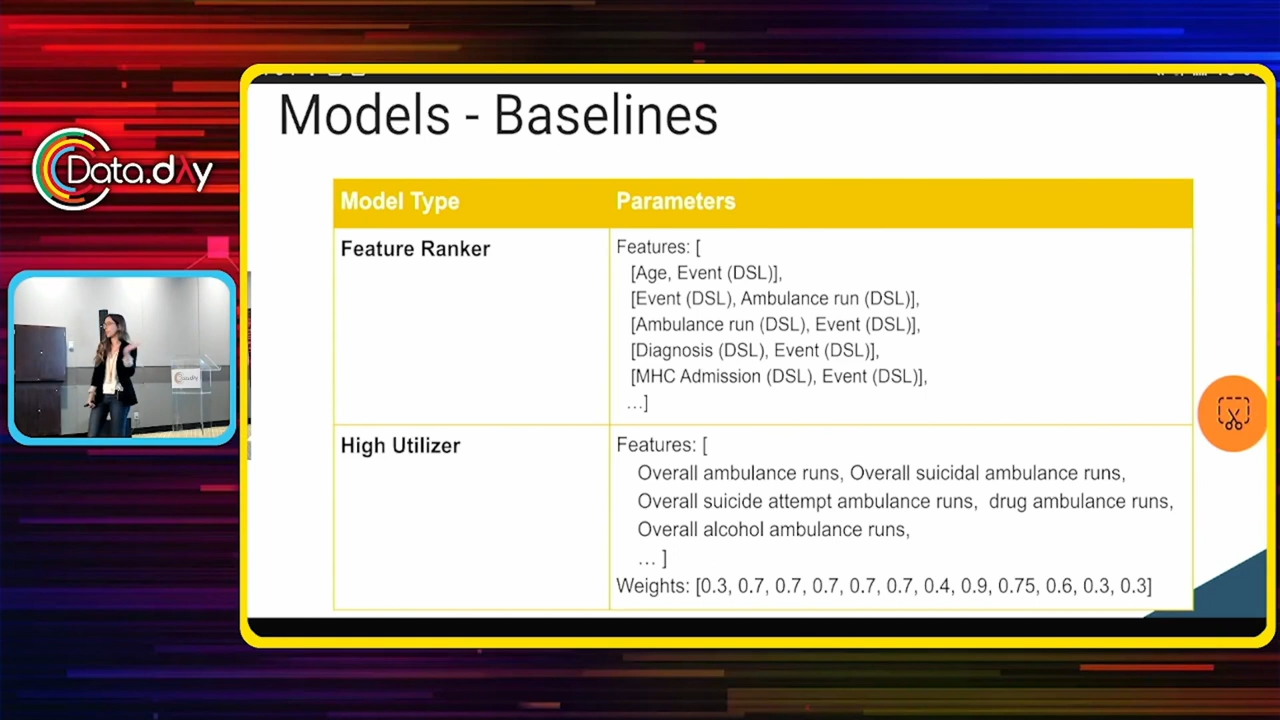 Models - Baselines
Data.dAy
Model Type
Parameters
Feature Ranker
Features: [
[Age, Event (DSL)],
[Event (DSL), Ambulance run (DSL)],
[Ambulance run (DSL), Event (DSL)],
[Diagnosis (DSL), Event (DSL)],
[MHC Admission (DSL), Event (DSL)],
...]
High Utilizer
Features: [
Overall ambulance runs, Overall suicidal ambulance runs,
Overall suicide attempt ambulance runs, drug ambulance runs,
Overall alcohol ambulance runs,
... ]
Weights: [0.3, 0.7, 0.7, 0.7, 0.7, 0.7, 0.4, 0.9, 0.75, 0.6, 0.3, 0.3]